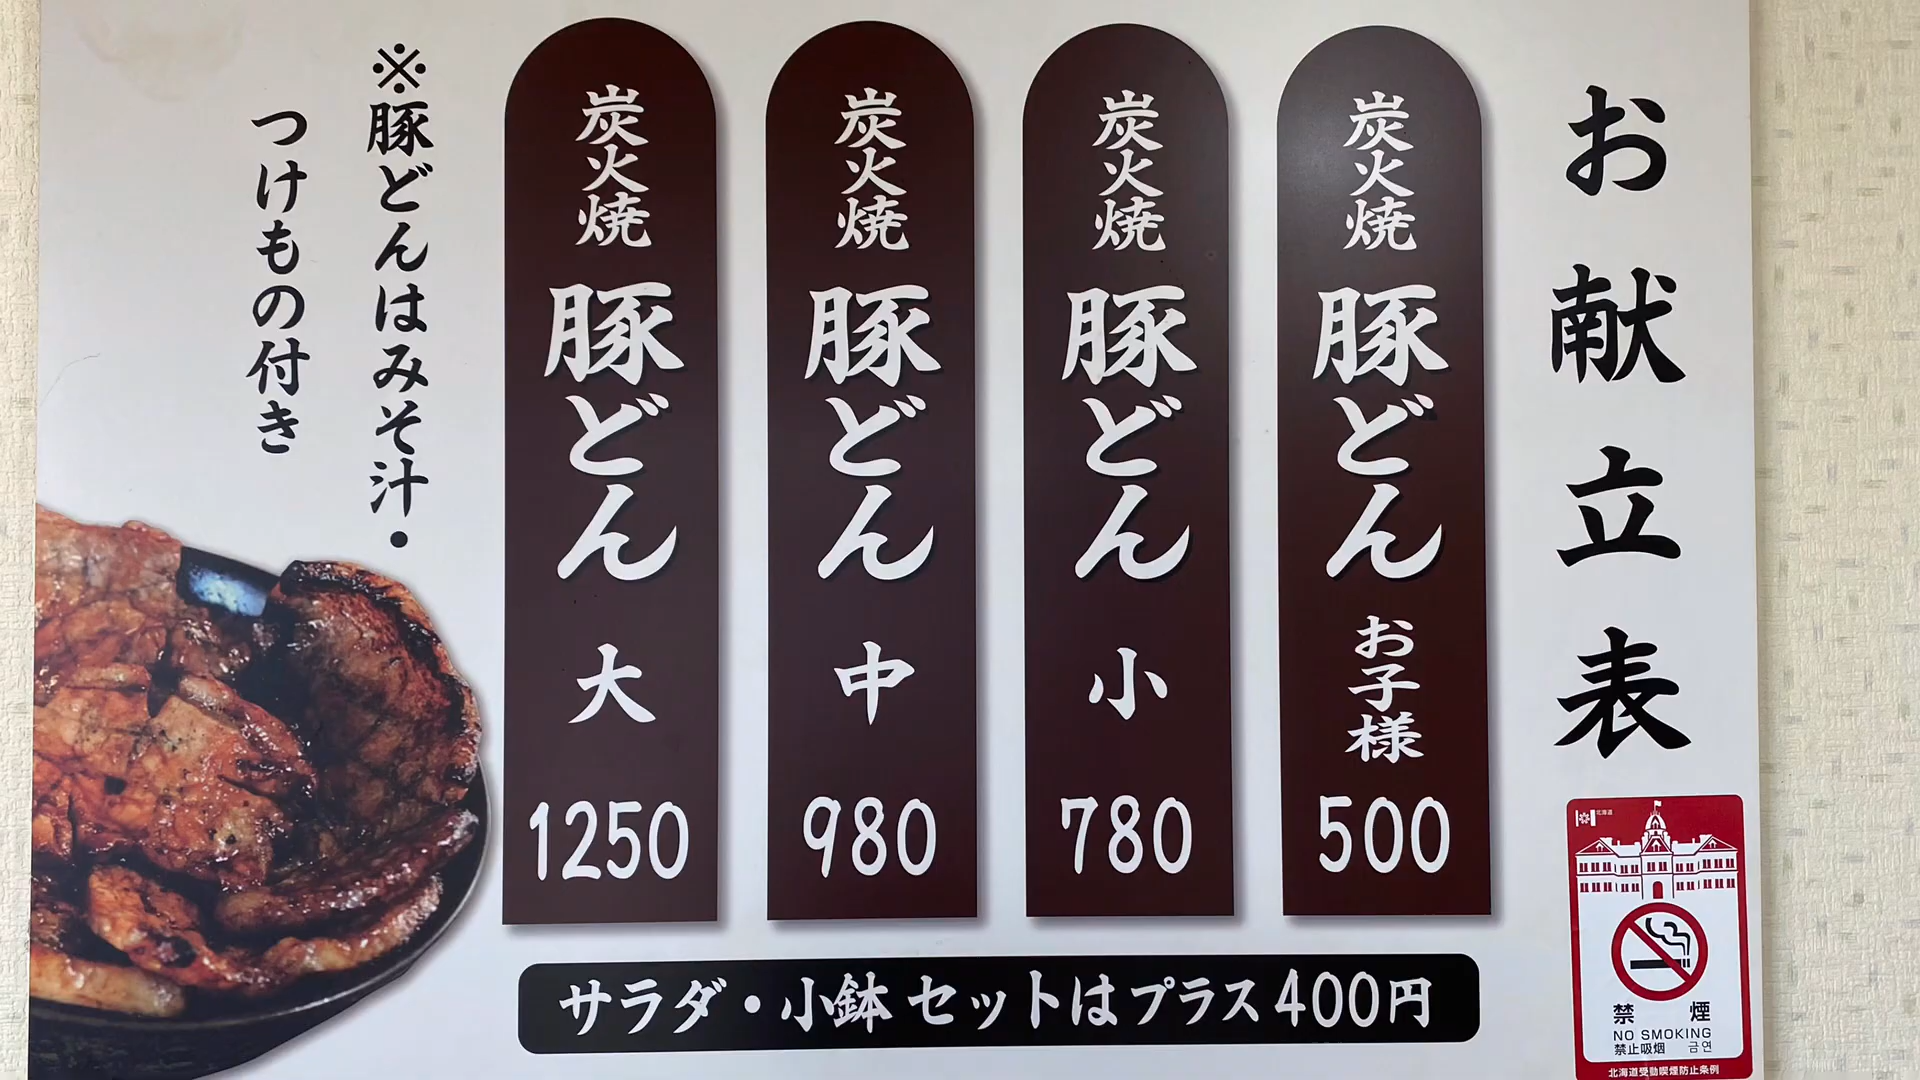 お献立表
炭火焼 豚どん お子様 500
炭火焼 豚どん 小 780
炭火焼 豚どん 中 980
炭火焼 豚どん 大 1250
※豚どんはみそ汁・
つけもの付き
サラダ・小鉢 セットはプラス400円
北海道
禁煙
NO SMOKING
禁止吸烟 금연
北海道受動喫煙防止条例